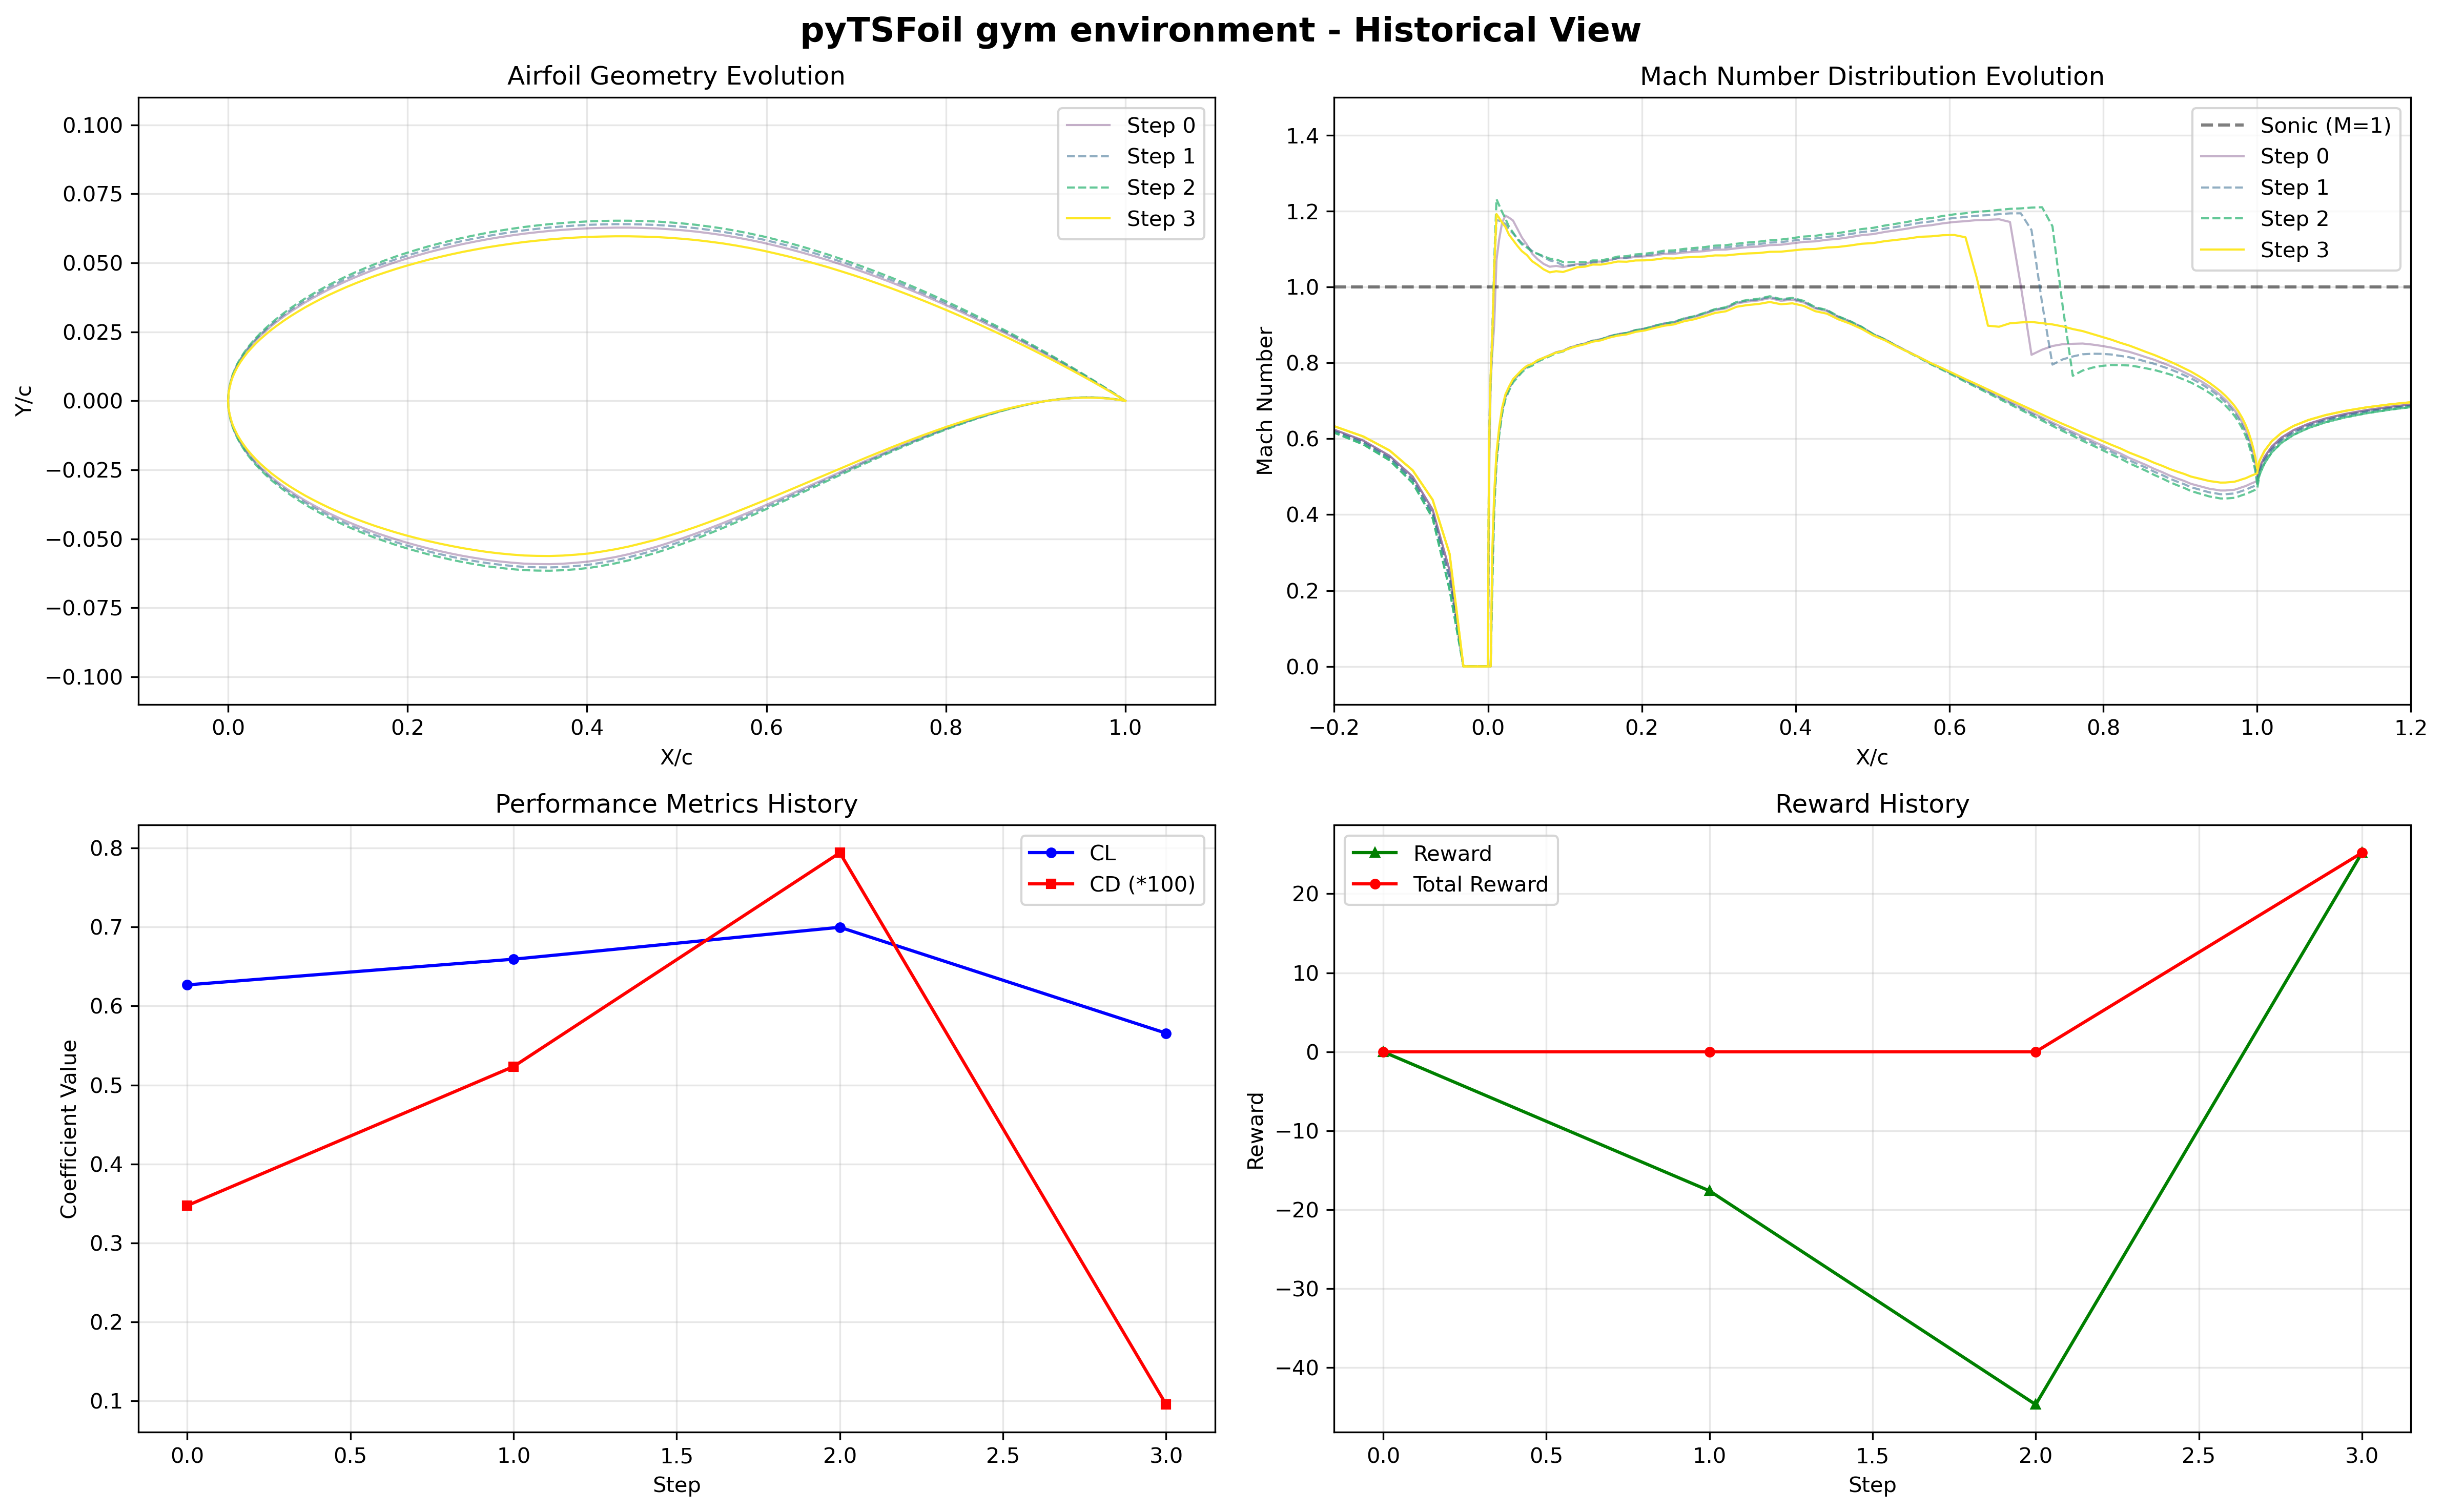 pyTSFoil gym environment - Historical View
Airfoil Geometry Evolution
Y/c
0.100
0.075
0.050
0.025
0.000
−0.025
−0.050
−0.075
−0.100
Step 0
Step 1
Step 2
Step 3
0.0 0.2 0.4 0.6 0.8 1.0
X/c
Mach Number Distribution Evolution
Mach Number
1.4
1.2
1.0
0.8
0.6
0.4
0.2
0.0
Sonic (M=1)
Step 0
Step 1
Step 2
Step 3
−0.2 0.0 0.2 0.4 0.6 0.8 1.0 1.2
X/c
Performance Metrics History
Coefficient Value
0.8
0.7
0.6
0.5
0.4
0.3
0.2
0.1
CL
CD (*100)
0.0 0.5 1.0 1.5 2.0 2.5 3.0
Step
Reward History
Reward
20
10
0
−10
−20
−30
−40
Reward
Total Reward
0.0 0.5 1.0 1.5 2.0 2.5 3.0
Step